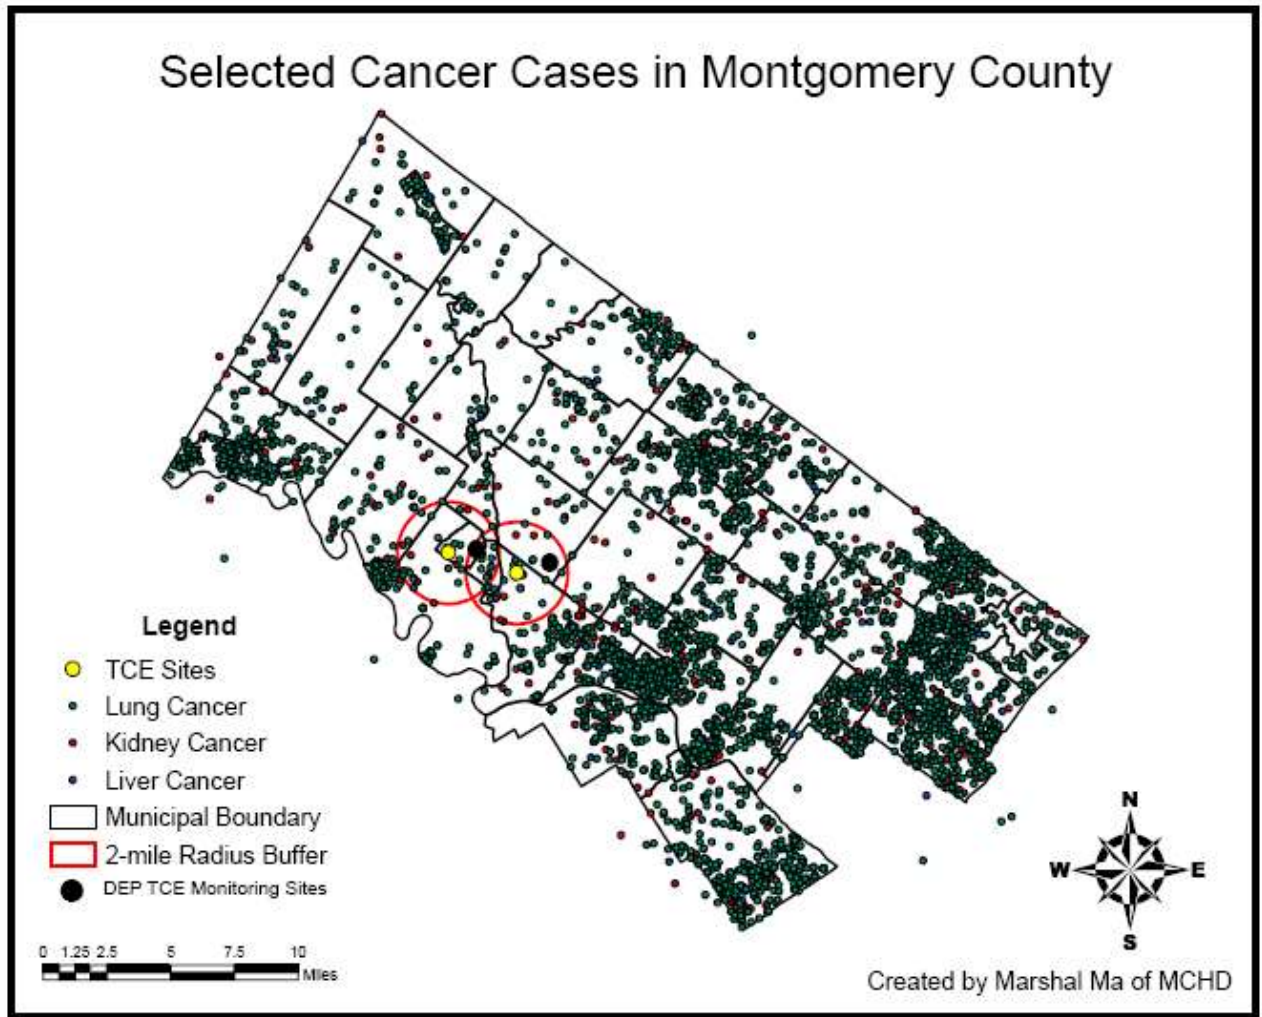 Selected Cancer Cases in Montgomery County
Legend
TCE Sites
Lung Cancer
Kidney Cancer
Liver Cancer
Municipal Boundary
2-mile Radius Buffer
DEP TCE Monitoring Sites
0 1.25 2.5 5 7.5 10
Miles
N
W E
S
Created by Marshal Ma of MCHD